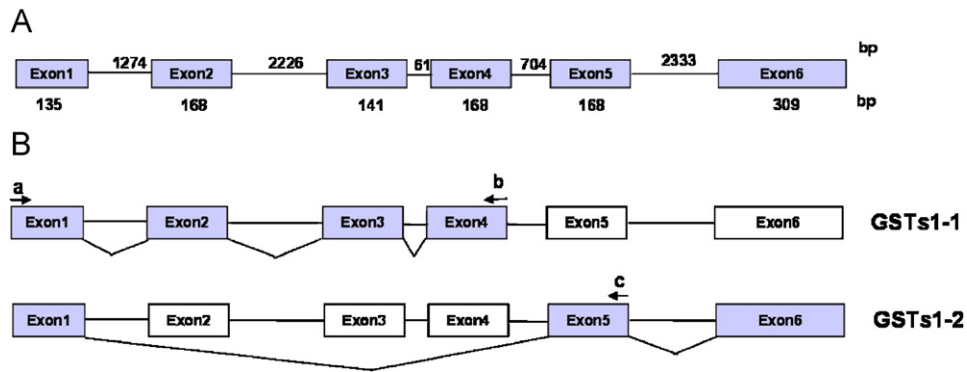 A
1274 2226 61 704 2333 bp
Exon1 Exon2 Exon3 Exon4 Exon5 Exon6
135 168 141 168 168 309 bp
B
a b
Exon1 Exon2 Exon3 Exon4 Exon5 Exon6 GSTs1-1
c
Exon1 Exon2 Exon3 Exon4 Exon5 Exon6 GSTs1-2